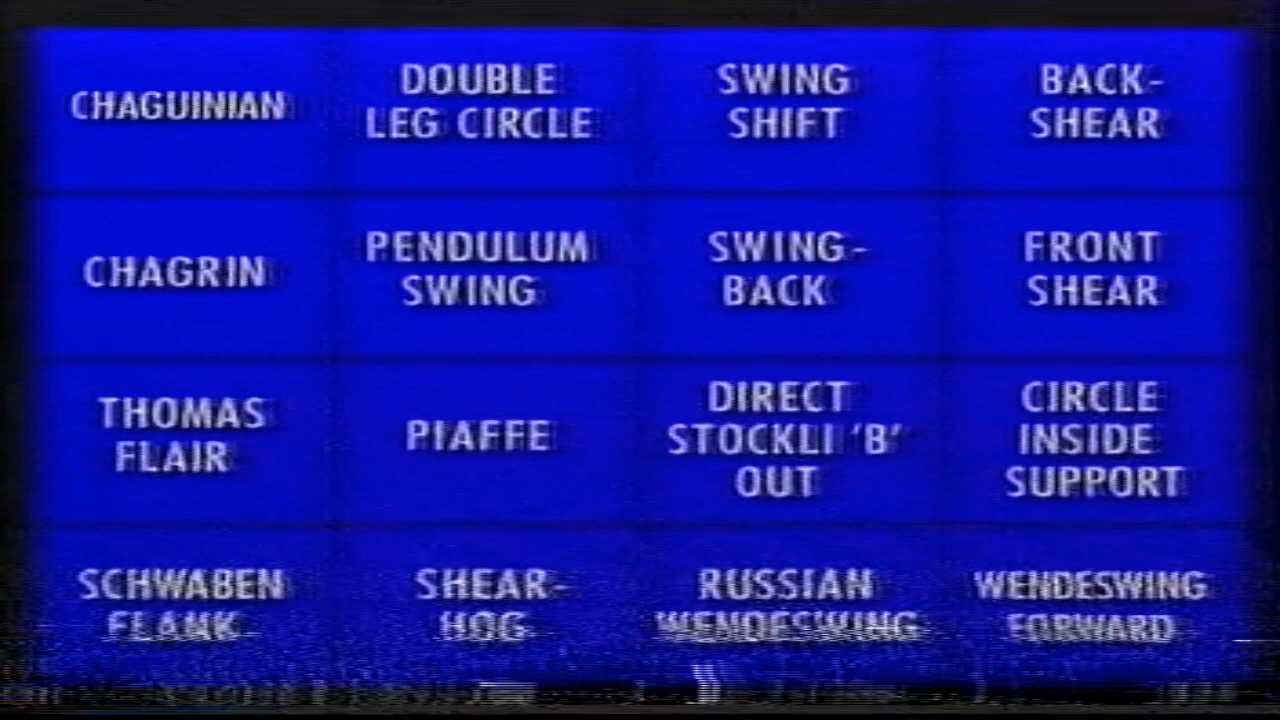 CHAGUINIAN
DOUBLE
LEG CIRCLE
SWING
SHIFT
BACK-
SHEAR
CHAGRIN
PENDULUM
SWING
SWING-
BACK
FRONT
SHEAR
THOMAS
FLAIR
PIAFFE
DIRECT
STOCKLI 'B'
OUT
CIRCLE
INSIDE
SUPPORT
SCHWABEN
FLANK
SHEAR-
HOG
RUSSIAN
WENDESWING
WENDESWING
FORWARD